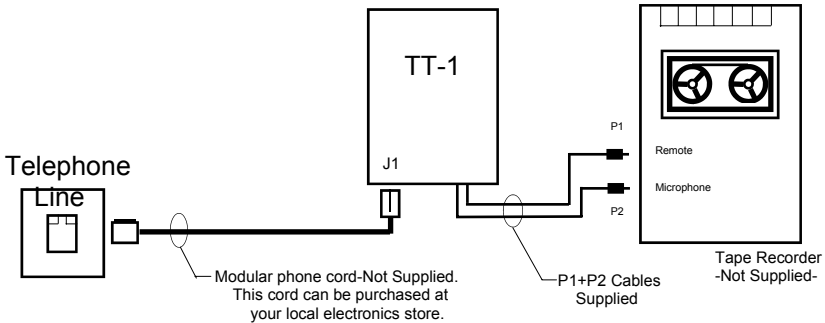 TT-1
P1
Remote
J1
Telephone
Line
Microphone
P2
Modular phone cord-Not Supplied.
This cord can be purchased at
your local electronics store.
P1+P2 Cables
Supplied
Tape Recorder
-Not Supplied-